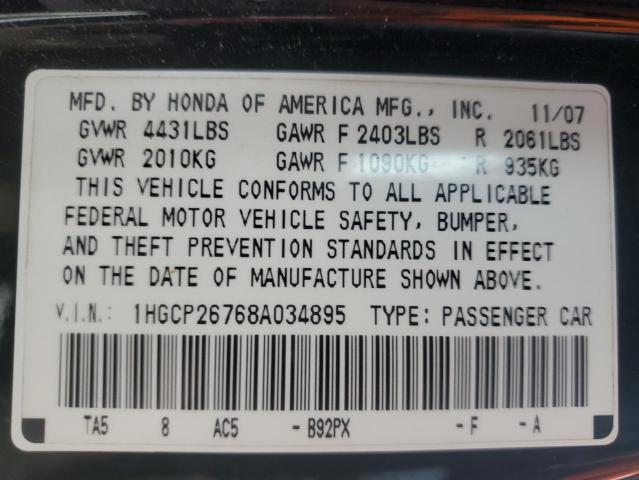 MFD. BY HONDA OF AMERICA MFG., INC. 11/07
GVWR 4431LBS GAWR F 2403LBS R 2061LBS
GVWR 2010KG GAWR F 1090KG R 935KG
THIS VEHICLE CONFORMS TO ALL APPLICABLE
FEDERAL MOTOR VEHICLE SAFETY, BUMPER,
AND THEFT PREVENTION STANDARDS IN EFFECT
ON THE DATE OF MANUFACTURE SHOWN ABOVE.
V.I.N.: 1HGCP26768A034895 TYPE: PASSENGER CAR
TA5 8 AC5 - B92PX - F - A